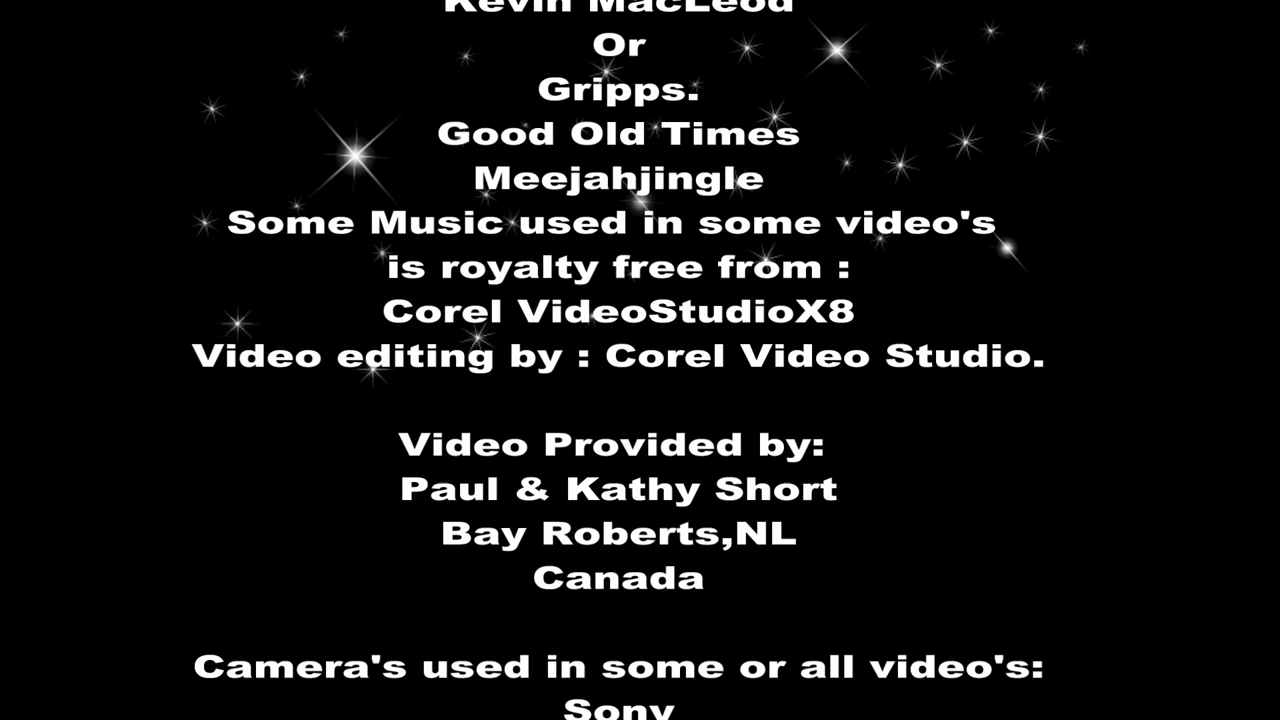 Kevin MacLeod
Or
Gripps.
Good Old Times
Meejahjingle
Some Music used in some video's
is royalty free from :
Corel VideoStudioX8
Video editing by : Corel Video Studio.
Video Provided by:
Paul & Kathy Short
Bay Roberts,NL
Canada
Camera's used in some or all video's:
Sony